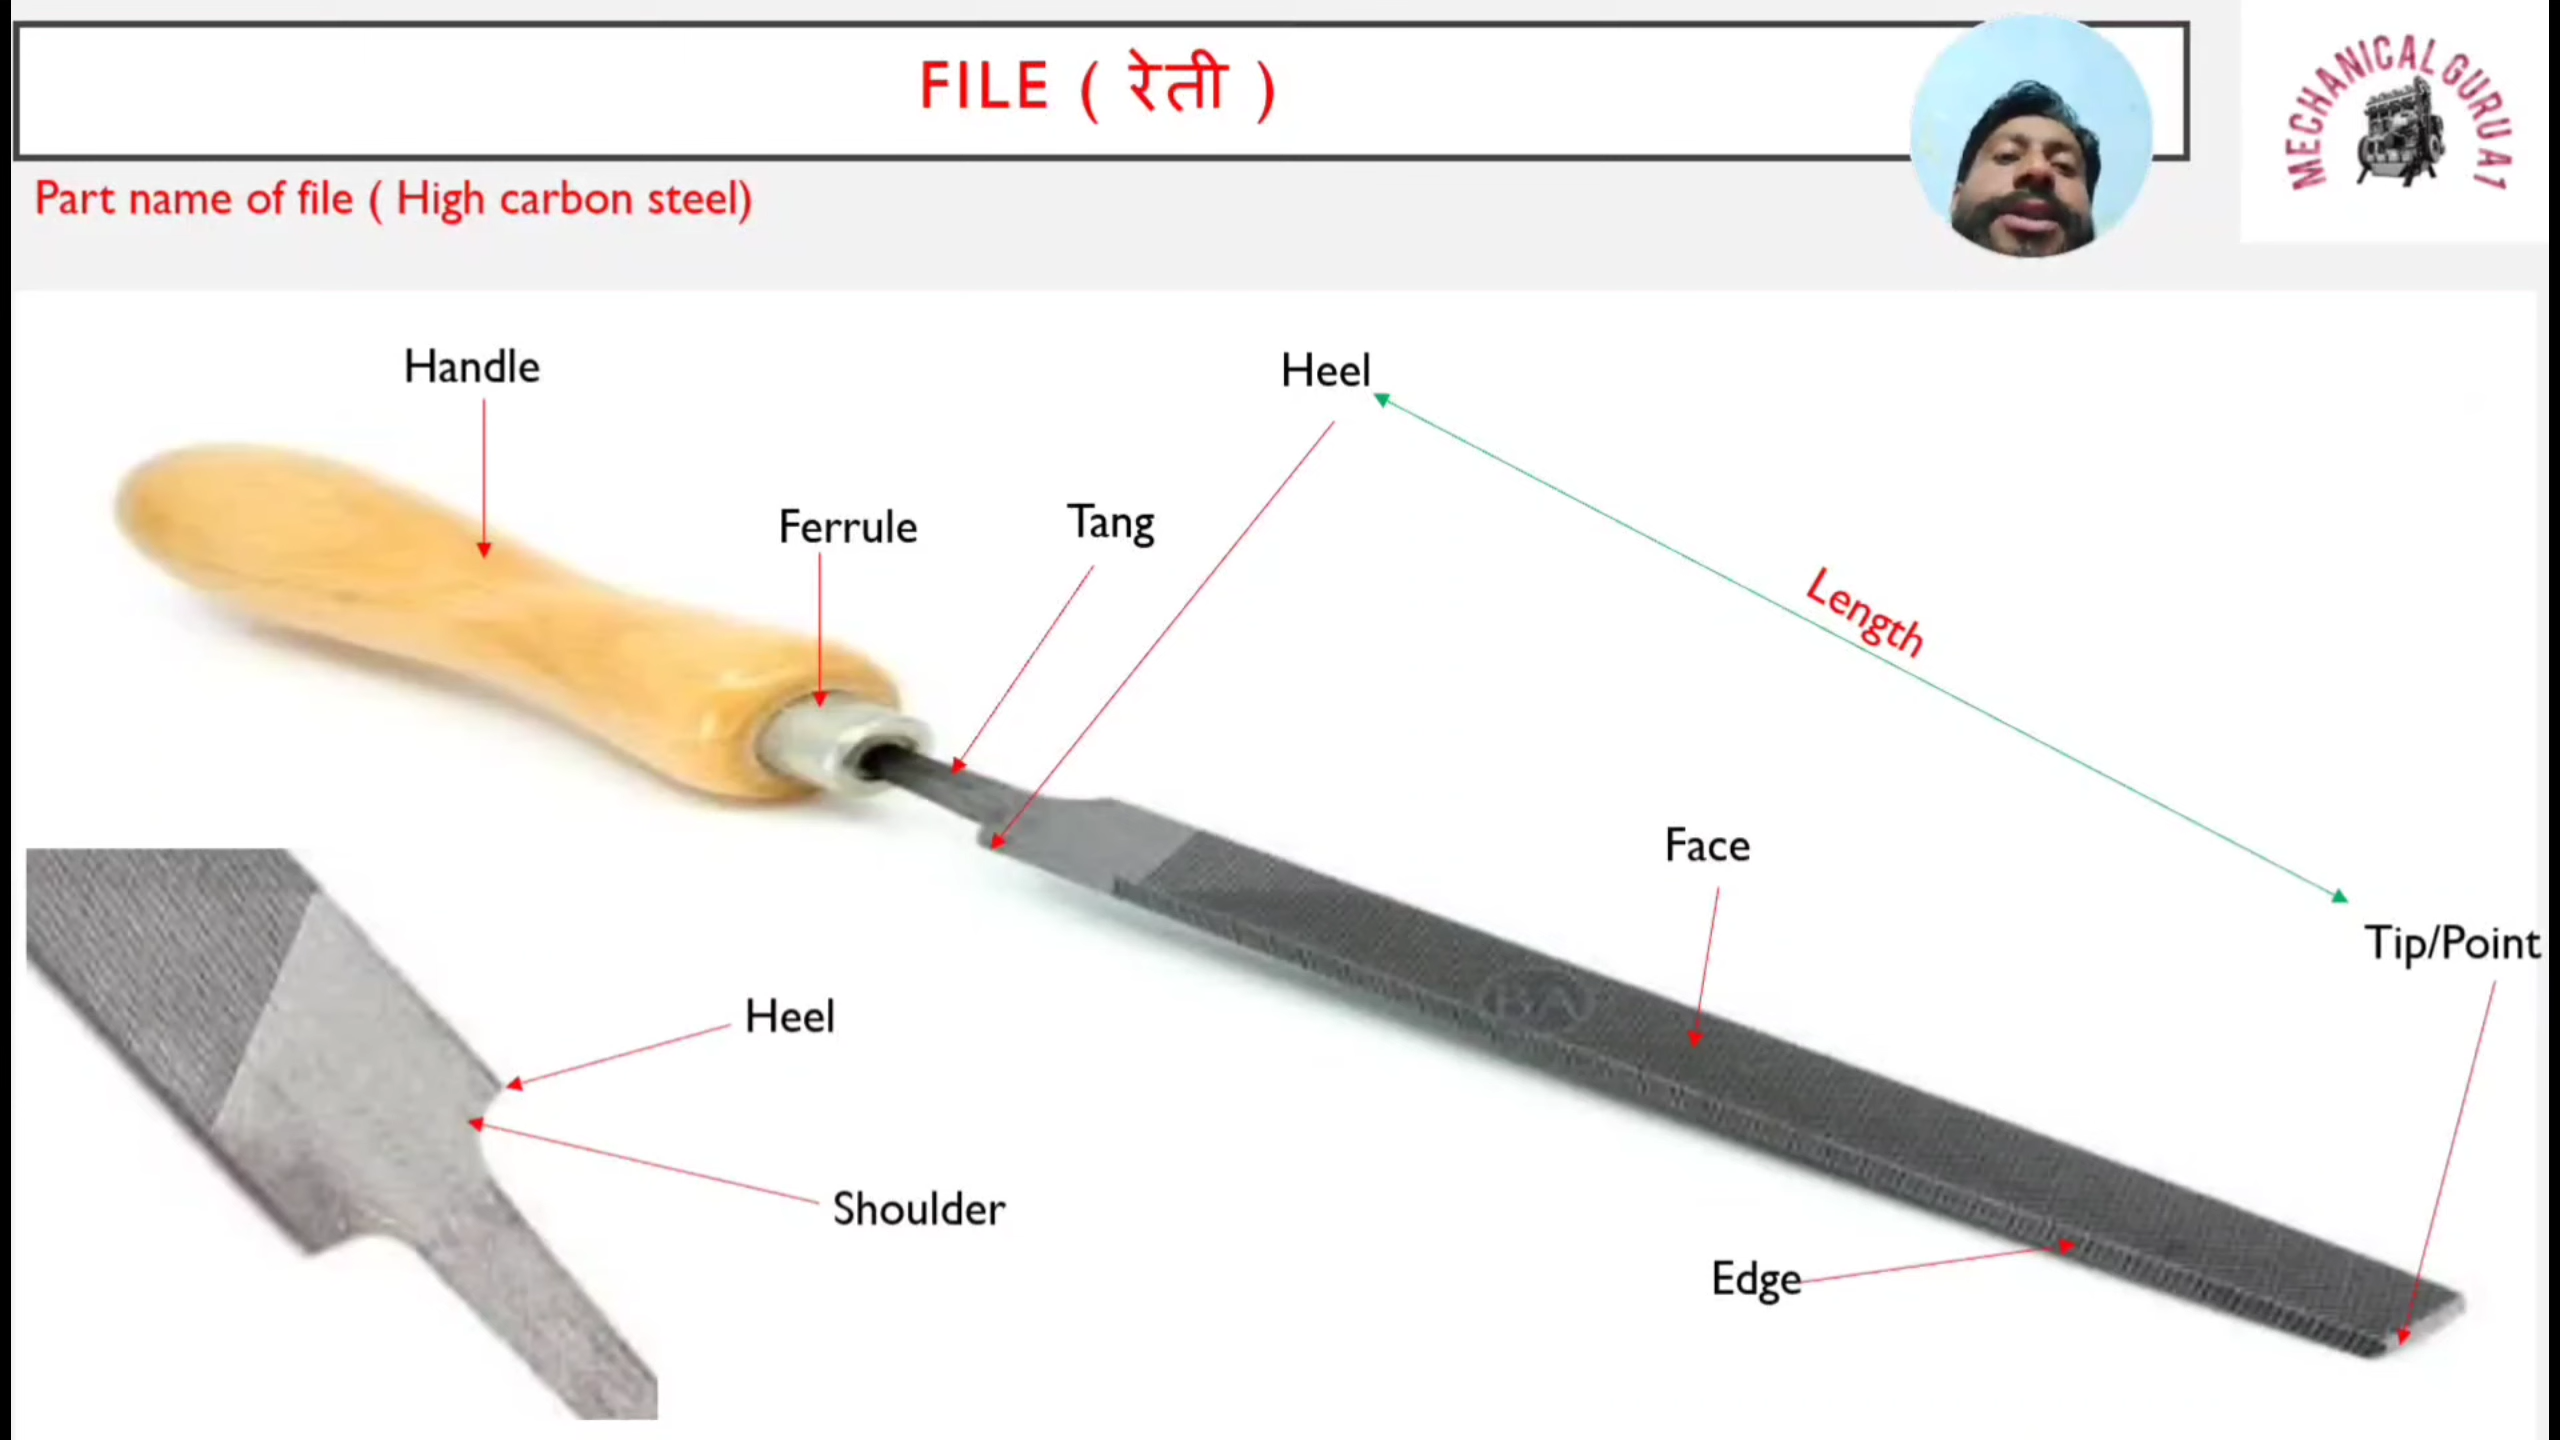 FILE ( रेती )
MECHANICAL GURU A1
Part name of file ( High carbon steel)
Handle
Heel
Ferrule
Tang
Length
Face
Tip/Point
BA
Heel
Shoulder
Edge